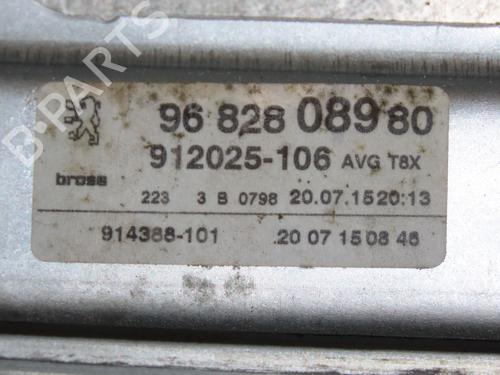 96 828 089 80
912025-106 AVG T8X
brose
223 3 B 0798 20.07.15 20:13
914388-101 20 07 15 08 46
B-PARTS